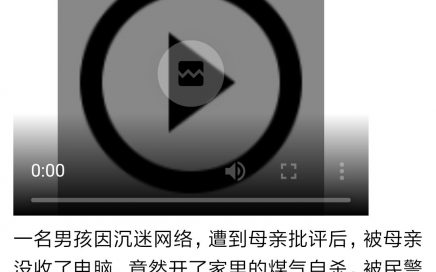 0:00
一名男孩因沉迷网络，遭到母亲批评后，被母亲
没收了电脑，竟然开了家里的煤气自杀，被民警